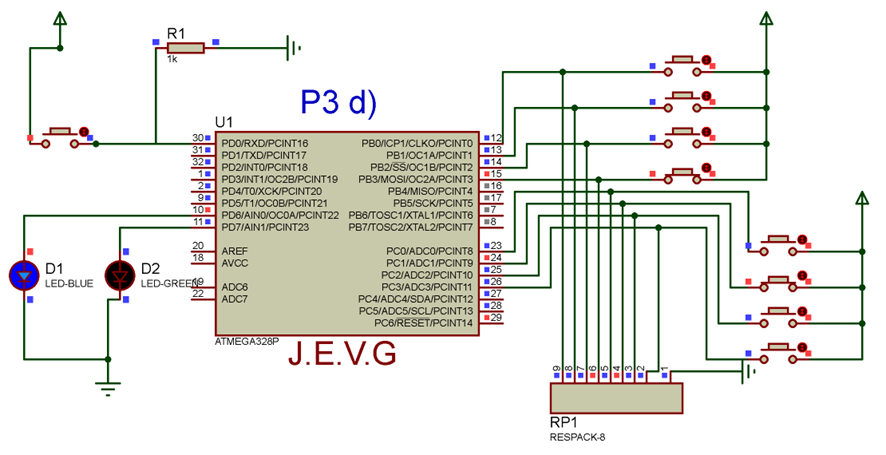 R1
1k
P3 d)
U1
30 PD0/RXD/PCINT16 PB0/ICP1/CLKO/PCINT0 12
31 PD1/TXD/PCINT17 PB1/OC1A/PCINT1 13
32 PD2/INT0/PCINT18 PB2/SS/OC1B/PCINT2 14
1 PD3/INT1/OC2B/PCINT19 PB3/MOSI/OC2A/PCINT3 15
2 PD4/T0/XCK/PCINT20 PB4/MISO/PCINT4 16
9 PD5/T1/OC0B/PCINT21 PB5/SCK/PCINT5 17
10 PD6/AIN0/OC0A/PCINT22 PB6/TOSC1/XTAL1/PCINT6 7
11 PD7/AIN1/PCINT23 PB7/TOSC2/XTAL2/PCINT7 8
20 AREF PC0/ADC0/PCINT8 23
18 AVCC PC1/ADC1/PCINT9 24
PC2/ADC2/PCINT10 25
19 ADC6 PC3/ADC3/PCINT11 26
22 ADC7 PC4/ADC4/SDA/PCINT12 27
PC5/ADC5/SCL/PCINT13 28
PC6/RESET/PCINT14 29
ATMEGA328P
D1
LED-BLUE
D2
LED-GREEN
J.E.V.G
9 8 7 6 5 4 3 2 1
RP1
RESPACK-8